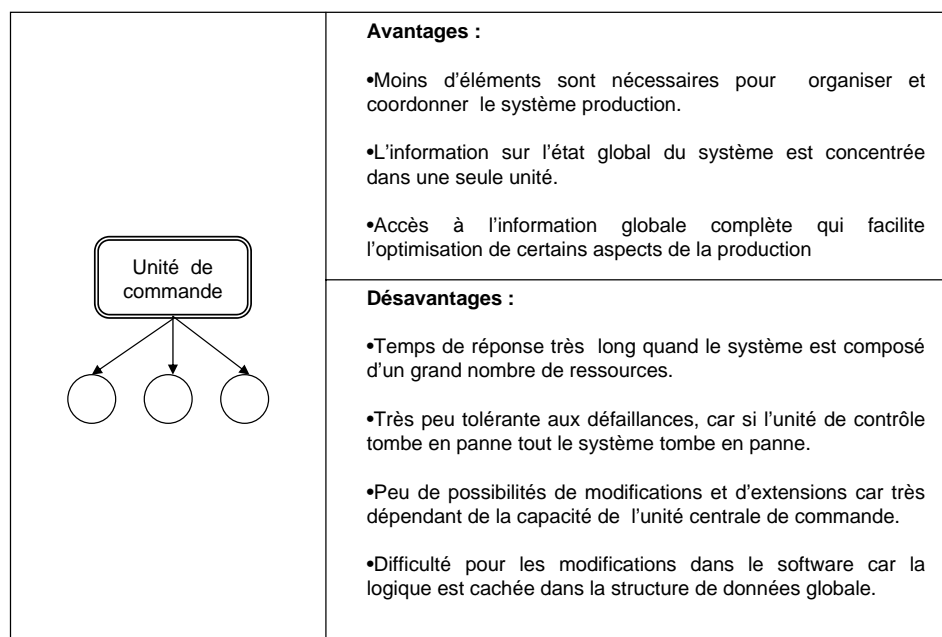 Unité de
commande
Avantages :
•Moins d'éléments sont nécessaires pour organiser et
coordonner le système production.
•L'information sur l'état global du système est concentrée
dans une seule unité.
•Accès à l'information globale complète qui facilite
l'optimisation de certains aspects de la production
Désavantages :
•Temps de réponse très long quand le système est composé
d'un grand nombre de ressources.
•Très peu tolérante aux défaillances, car si l'unité de contrôle
tombe en panne tout le système tombe en panne.
•Peu de possibilités de modifications et d'extensions car très
dépendant de la capacité de l'unité centrale de commande.
•Difficulté pour les modifications dans le software car la
logique est cachée dans la structure de données globale.